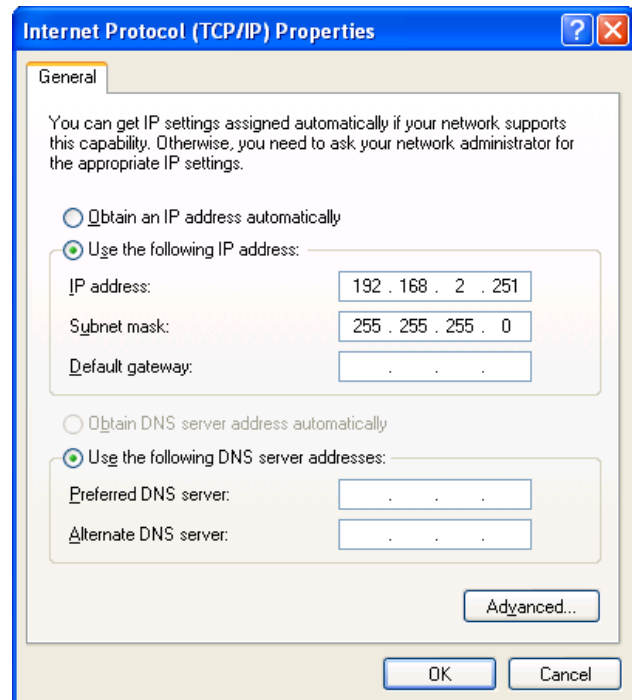 Internet Protocol (TCP/IP) Properties
General
You can get IP settings assigned automatically if your network supports
this capability. Otherwise, you need to ask your network administrator for
the appropriate IP settings.
Obtain an IP address automatically
Use the following IP address:
IP address: 192 . 168 . 2 . 251
Subnet mask: 255 . 255 . 255 . 0
Default gateway: . . .
Obtain DNS server address automatically
Use the following DNS server addresses:
Preferred DNS server: . . .
Alternate DNS server: . . .
Advanced...
OK Cancel